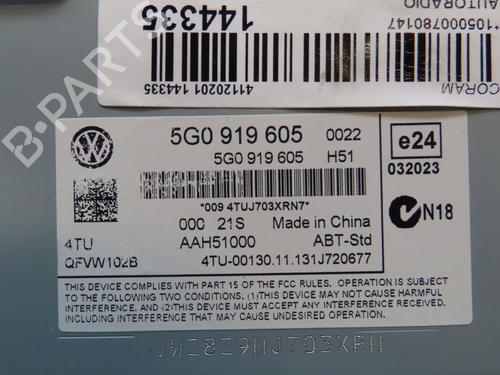 144335
41120201 144335
*105000780147
AUTORADIO
CORAM
B-PARTS
5G0 919 605 0022
5G0 919 605 H51
e24
032023
*009 4TUJ703XRN7*
000 21S Made in China
4TU AAH51000 ABT-Std
QFVW102B 4TU-00130.11.131J720677
N18
THIS DEVICE COMPLIES WITH PART 15 OF THE FCC RULES. OPERATION IS SUBJECT TO THE
FOLLOWING TWO CONDITIONS. (1) THIS DEVICE MAY NOT CAUSE HARMFUL
INTERFERENCE, AND (2) THIS DEVICE MUST ACCEPT ANY INTERFERENCE RECEIVED,
INCLUDING INTERFERENCE THAT MAY CAUSE UNDESIRED OPERATION.
VWZ8Z9NJ703XRN